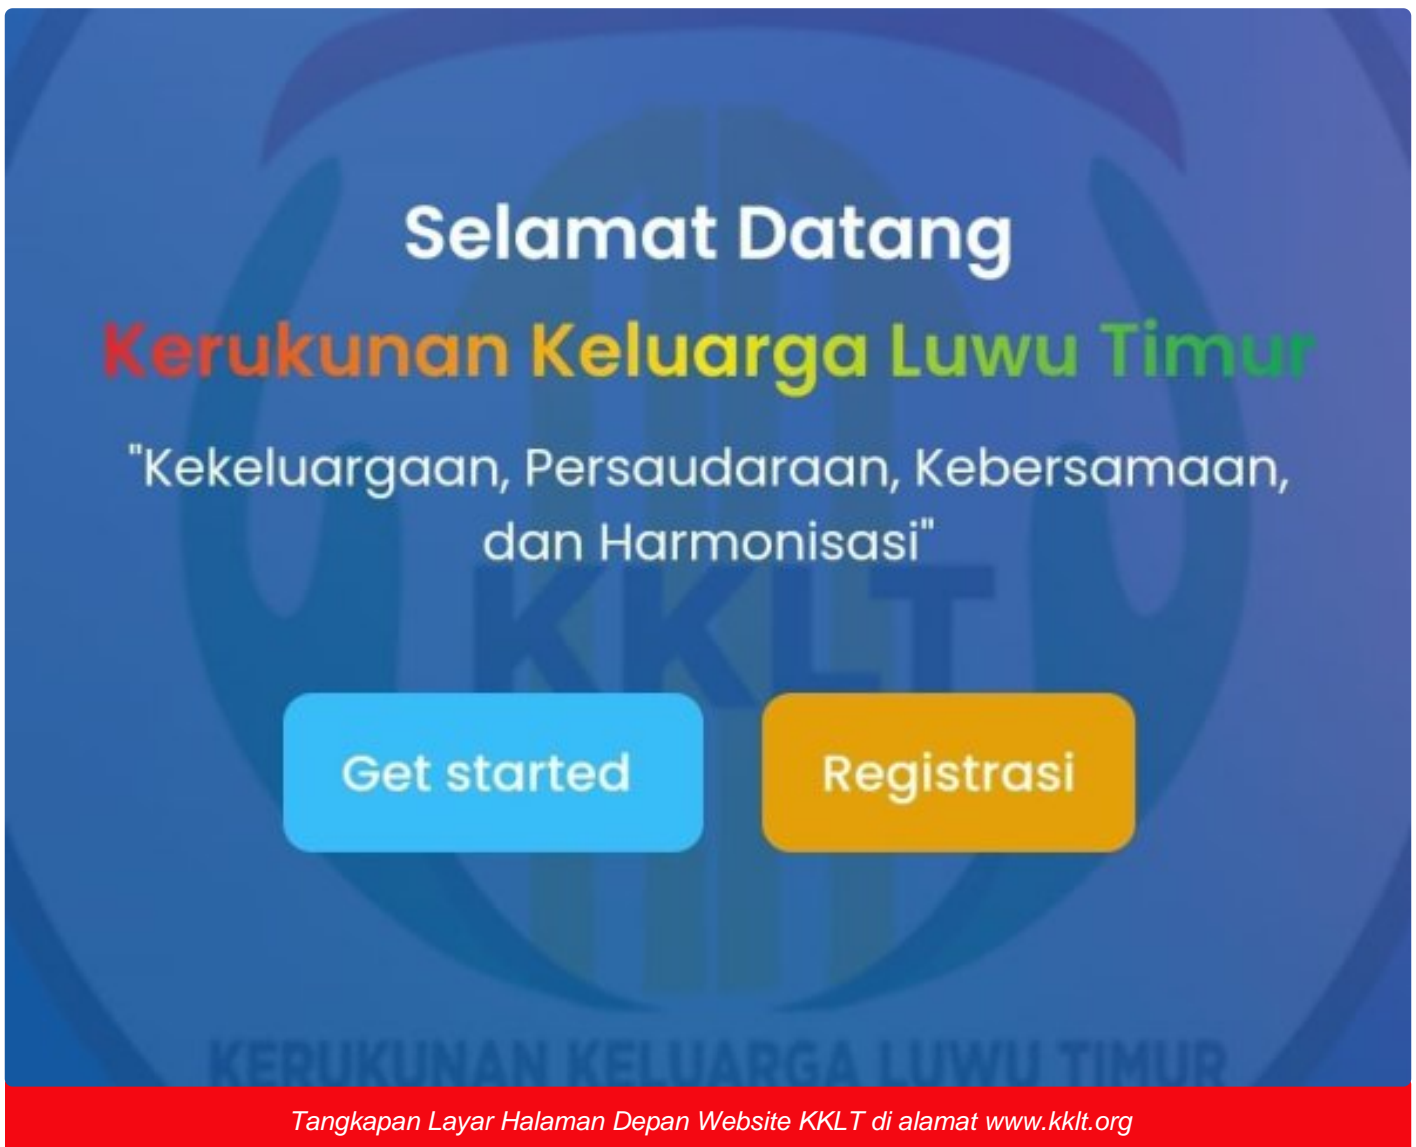 Selamat Datang
Kerukunan Keluarga Luwu Timur
"Kekeluargaan, Persaudaraan, Kebersamaan,
dan Harmonisasi"
KKLT
Get started
Registrasi
KERUKUNAN KELUARGA LUWU TIMUR
Tangkapan Layar Halaman Depan Website KKLT di alamat www.kklt.org